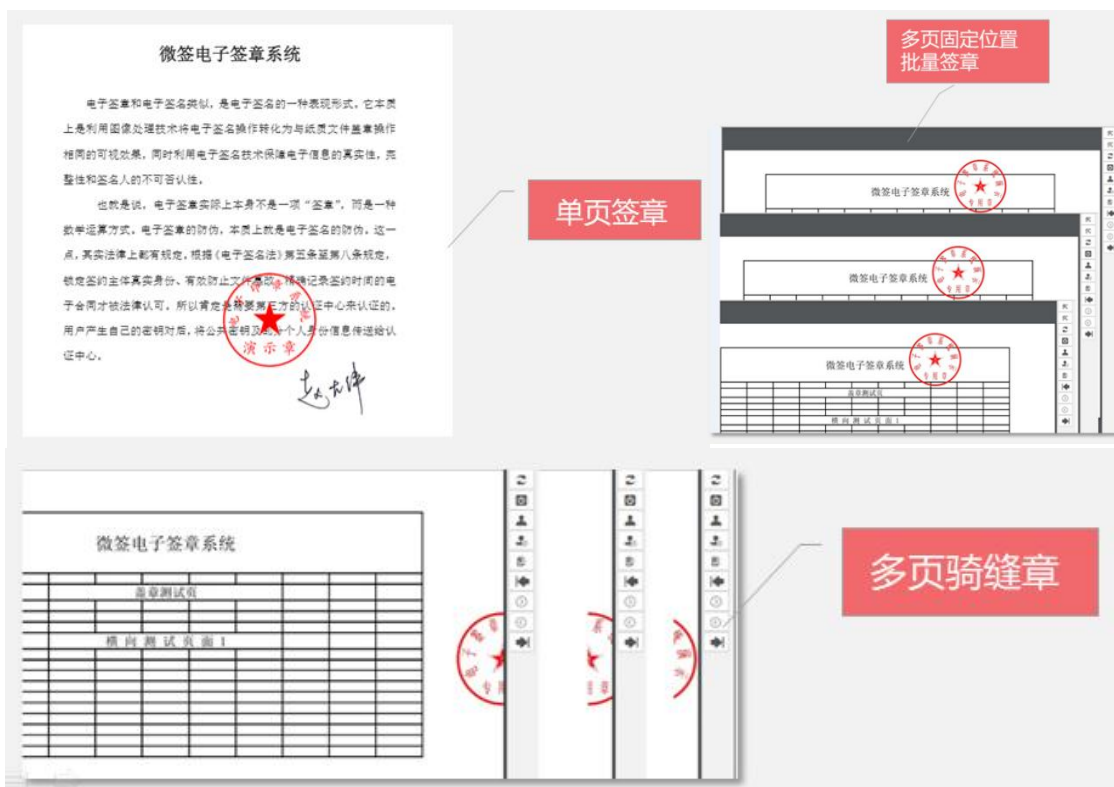 微签电子签章系统
电子签章和电子签名类似，是电子签名的一种表现形式。它本质
上是利用图像处理技术将电子签名操作转化为与纸质文件盖章操作
相同的可视效果，同时利用电子签名技术保障电子信息的真实性，完
整性和签名人的不可否认性。
也就是说，电子签章实际上本身不是一项“签章”，而是一种
数学运算方式。电子签章的防伪，本质上就是电子签名的防伪。这一
点，其实法律上都有规定，根据《电子签名法》第五条至第八条规定，
锁定签约主体真实身份、有效防止文件篡改、精确记录签约时间的电
子合同才被法律认可。所以肯定是需要第三方的认证中心来认证的。
用户产生自己的密钥对后，将公共密钥及部分个人身份信息传送给认
证中心。
演示章
单页签章
多页固定位置
批量签章
微签电子签章系统
专用章
微签电子签章系统
专用章
微签电子签章系统
专用章
盖章测试页
横向测试页面1
微签电子签章系统
盖章测试页
横向测试页面1
多页骑缝章